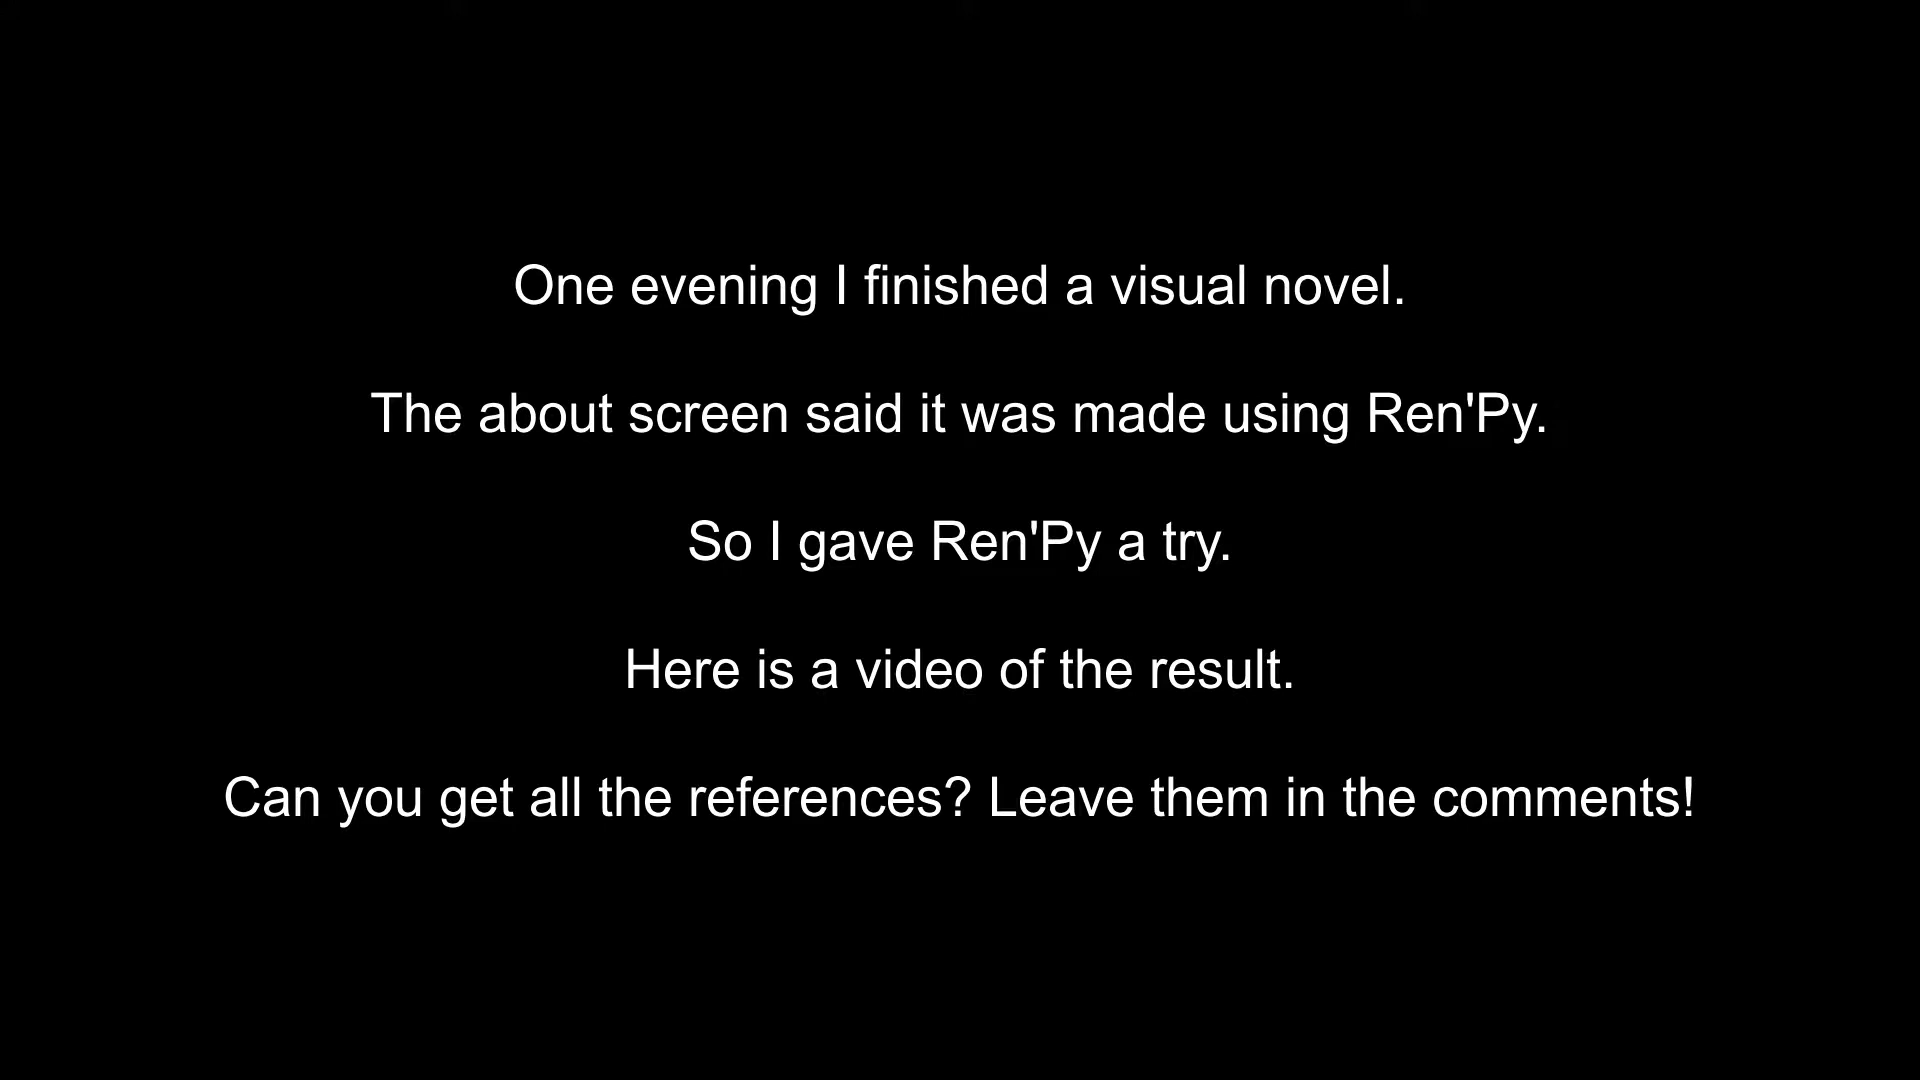 One evening I finished a visual novel.
The about screen said it was made using Ren'Py.
So I gave Ren'Py a try.
Here is a video of the result.
Can you get all the references? Leave them in the comments!